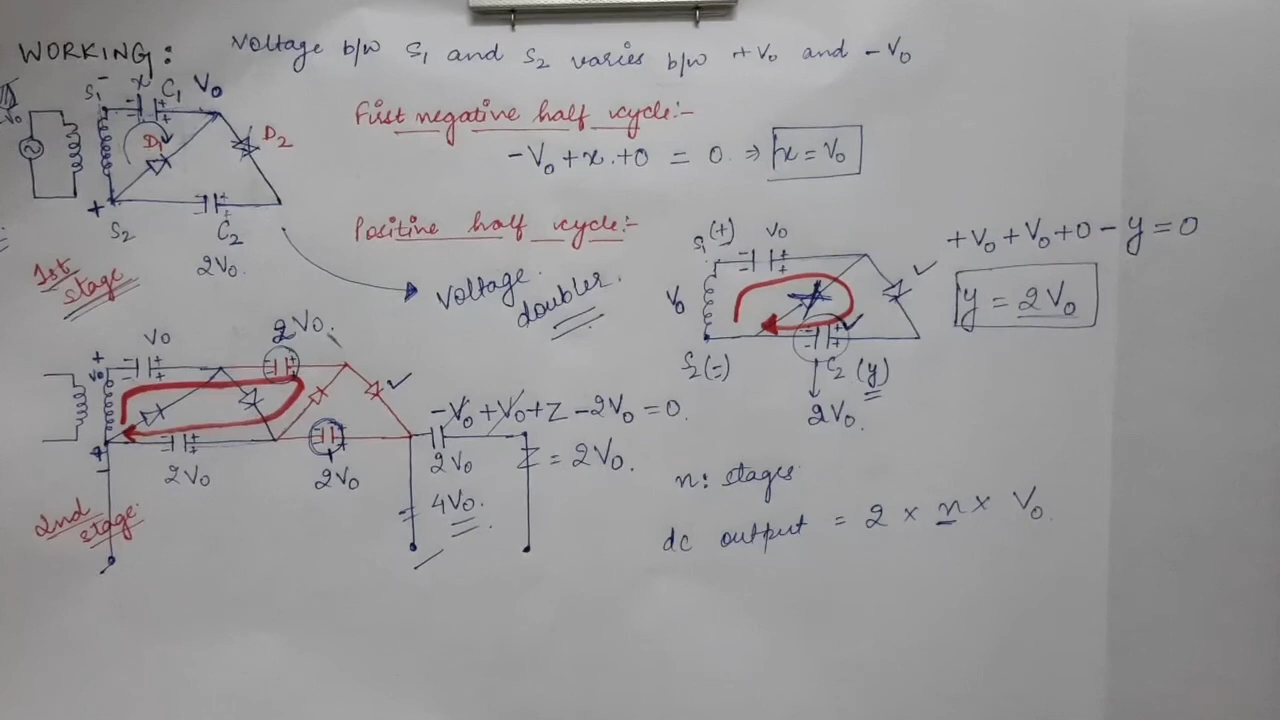 WORKING: Voltage b/w S₁ and S₂ varies b/w +V₀ and -V₀
S₁ - x C₁ V₀
- +
V₀
D₁ D₂
+
S₂ - + C₂
2V₀.
1st stage
First negative half cycle:-
-V₀ + x + 0 = 0. ⇒ x = V₀
Positive half cycle:-
Voltage doubler.
S₁ (+) V₀
- +
V₀
S₂ (-) - + C₂ (y)
2V₀.
+V₀ + V₀ + 0 - y = 0
y = 2V₀
V₀ 2V₀.
+ - + - +
V₀
- + - +
2V₀ 2V₀ 2V₀
4V₀.
2nd stage
-V₀ + V₀ + Z - 2V₀ = 0.
Z = 2V₀.
n: stages
dc output = 2 × n × V₀.